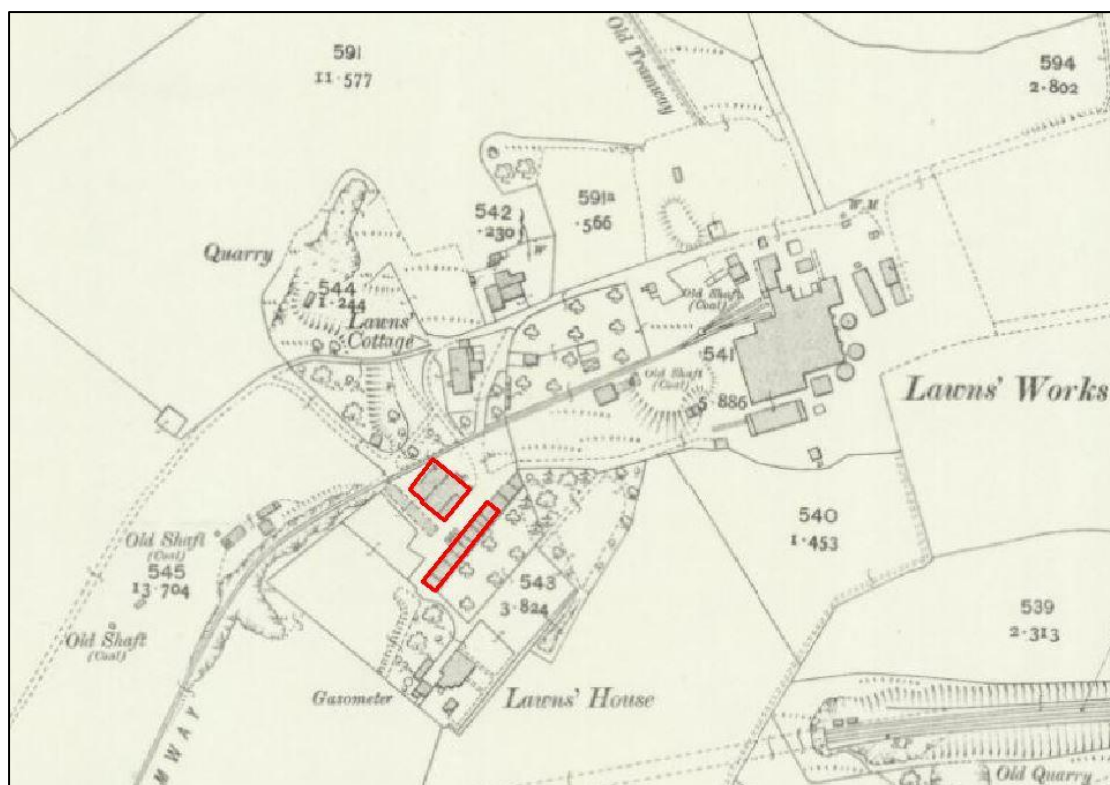 591
11·577
Old Tramway
594
2·802
591a
·566
542
·230
W
W.M
Quarry
544
1·244
Lawns'
Cottage
Old Shaft
(Coal)
541
5·886
Old Shaft
(Coal)
Lawns' Works
540
1·453
Old Shaft
(Coal)
545
13·704
543
3·824
539
2·313
Old Shaft
(Coal)
Gasometer
Lawns' House
MWAY
S.P.
Old Quarry